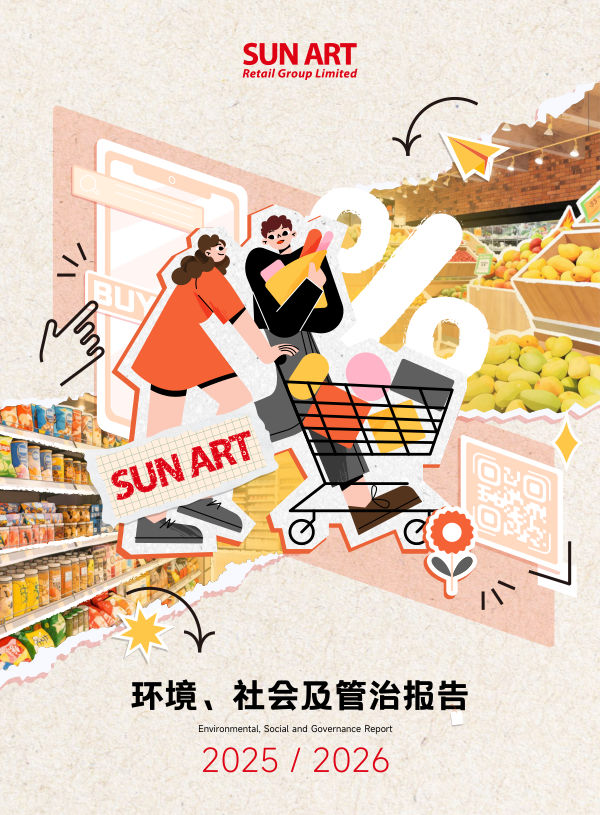 SUN ART
Retail Group Limited
BUY
SUN ART
环境、社会及管治报告
Environmental, Social and Governance Report
2025 / 2026